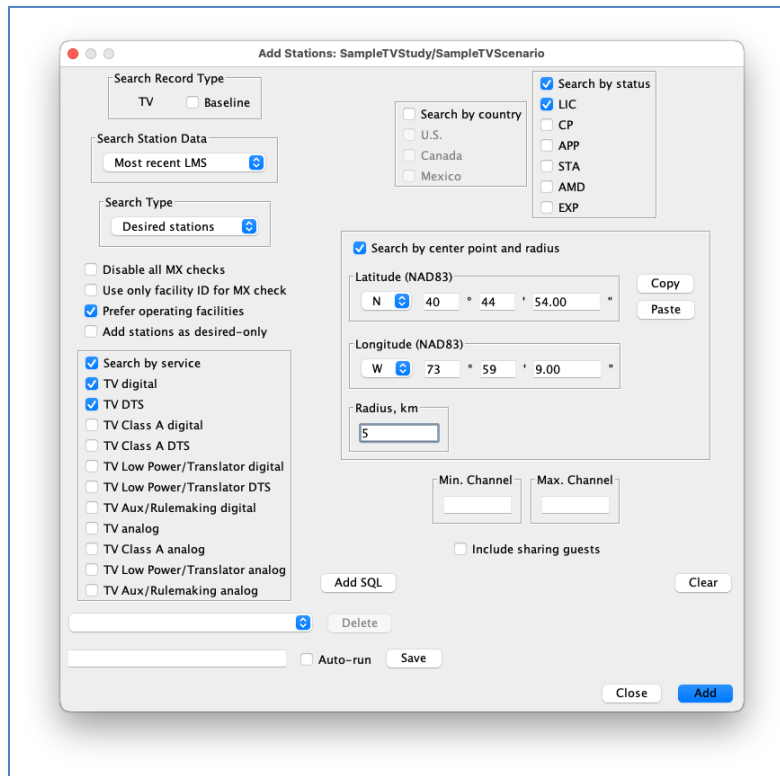 Add Stations: SampleTVStudy/SampleTVScenario
Search Record Type
TV Baseline
Search Station Data
Most recent LMS
Search Type
Desired stations
Disable all MX checks
Use only facility ID for MX check
Prefer operating facilities
Add stations as desired-only
Search by service
TV digital
TV DTS
TV Class A digital
TV Class A DTS
TV Low Power/Translator digital
TV Low Power/Translator DTS
TV Aux/Rulemaking digital
TV analog
TV Class A analog
TV Low Power/Translator analog
TV Aux/Rulemaking analog
Search by country
U.S.
Canada
Mexico
Search by status
LIC
CP
APP
STA
AMD
EXP
Search by center point and radius
Latitude (NAD83)
N 40 ° 44 ' 54.00 "
Longitude (NAD83)
W 73 ° 59 ' 9.00 "
Radius, km
5
Copy
Paste
Min. Channel Max. Channel
Include sharing guests
Add SQL Clear
Delete
Auto-run Save
Close Add